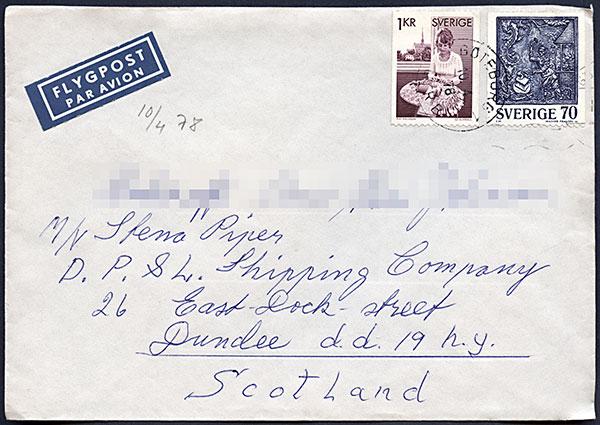 1KR SVERIGE
GÖTEBORG
SVERIGE 70
FLYGPOST
PAR AVION
10/4 78
M/V Stena Piper
D. P. & L. Shipping Company
26 East-Dock-street
Dundee d.d. 19 h.y.
Scotland